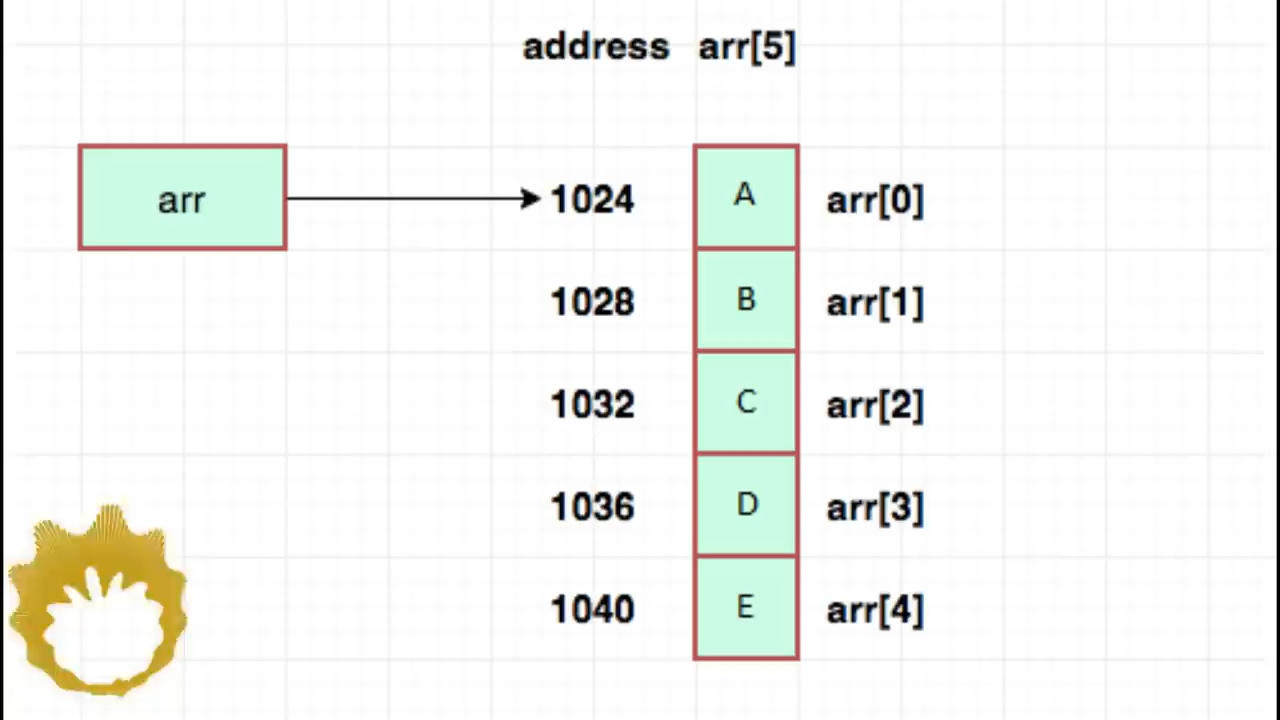 address arr[5]
arr 1024 A arr[0]
1028 B arr[1]
1032 C arr[2]
1036 D arr[3]
1040 E arr[4]